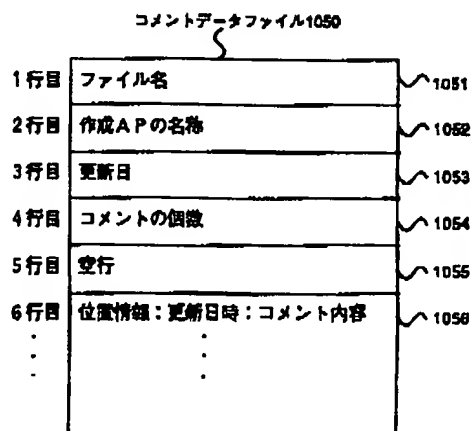 コメントデータファイル1050
1行目 ファイル名 1051
2行目 作成APの名称 1052
3行目 更新日 1053
4行目 コメントの個数 1054
5行目 空行 1055
6行目 位置情報：更新日時：コメント内容 1056